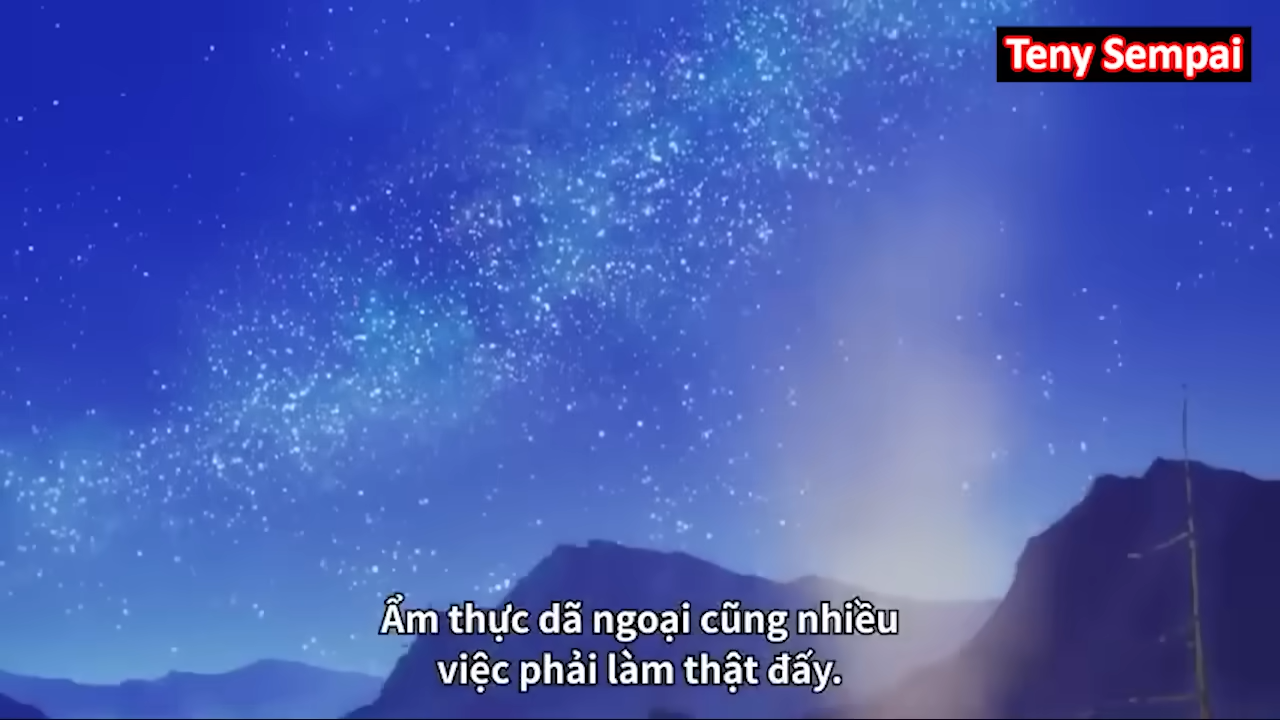 Teny Sempai
Ẩm thực dã ngoại cũng nhiều
việc phải làm thật đấy.